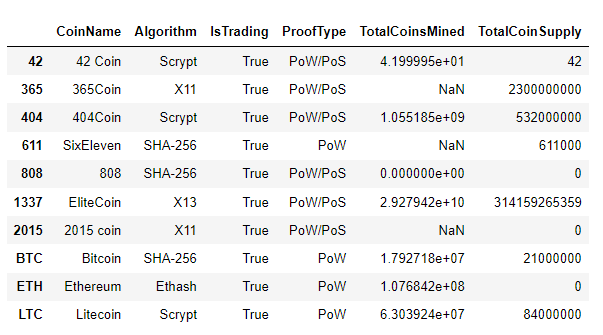 CoinName Algorithm IsTrading ProofType TotalCoinsMined TotalCoinSupply
42 42 Coin Scrypt True PoW/PoS 4.199995e+01 42
365 365Coin X11 True PoW/PoS NaN 2300000000
404 404Coin Scrypt True PoW/PoS 1.055185e+09 532000000
611 SixEleven SHA-256 True PoW NaN 611000
808 808 SHA-256 True PoW/PoS 0.000000e+00 0
1337 EliteCoin X13 True PoW/PoS 2.927942e+10 314159265359
2015 2015 coin X11 True PoW/PoS NaN 0
BTC Bitcoin SHA-256 True PoW 1.792718e+07 21000000
ETH Ethereum Ethash True PoW 1.076842e+08 0
LTC Litecoin Scrypt True PoW 6.303924e+07 84000000